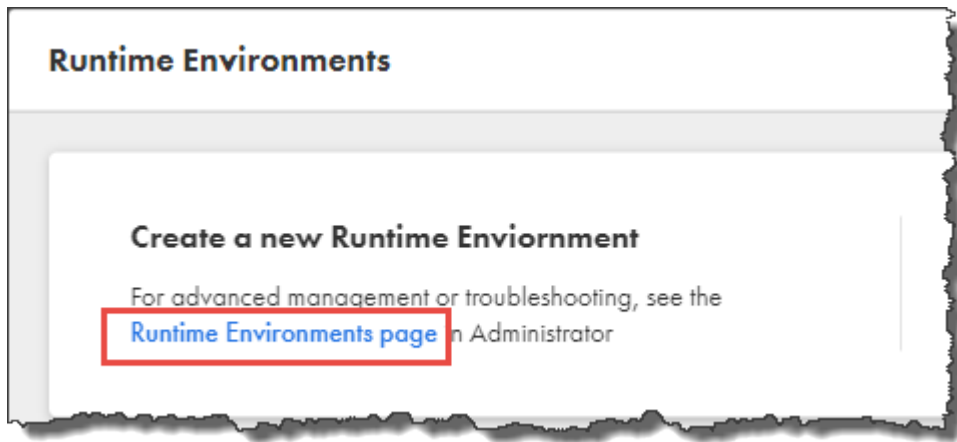 Runtime Environments
Create a new Runtime Enviornment
For advanced management or troubleshooting, see the
Runtime Environments page in Administrator